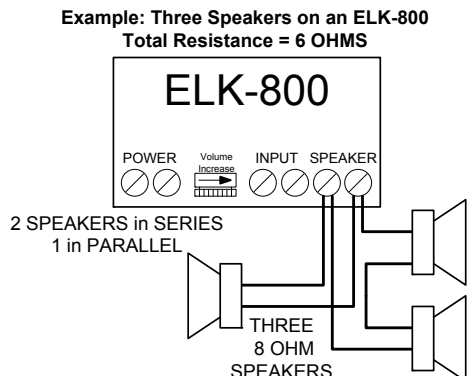 Example: Three Speakers on an ELK-800
Total Resistance = 6 OHMS
ELK-800
POWER
Volume
Increase
INPUT
SPEAKER
2 SPEAKERS in SERIES
1 in PARALLEL
THREE
8 OHM
SPEAKERS